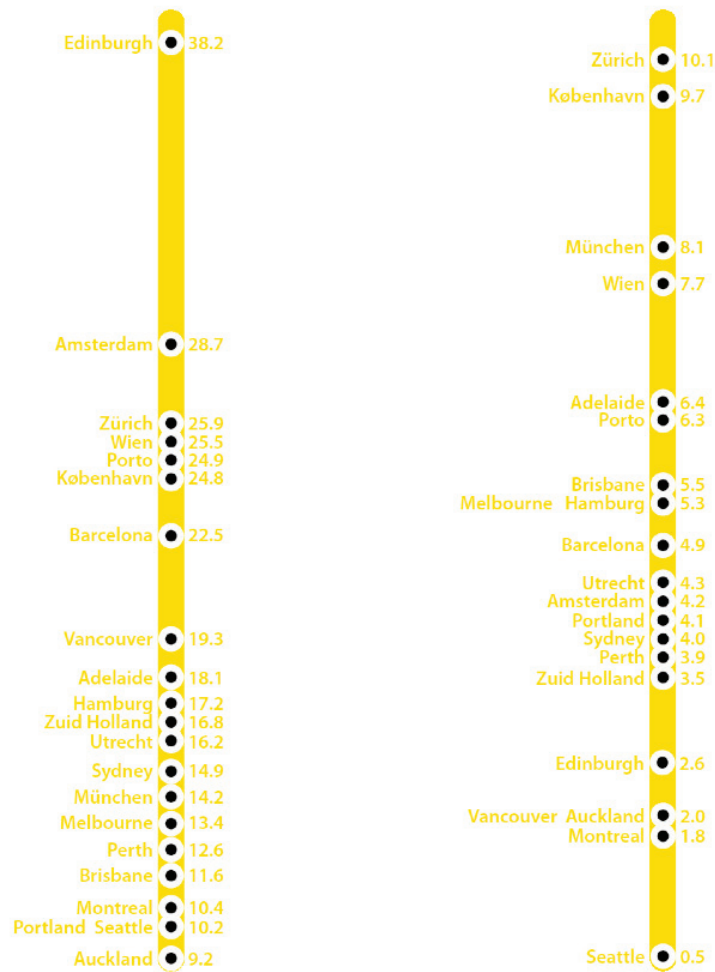 Edinburgh 38.2
Amsterdam 28.7
Zürich 25.9
Wien 25.5
Porto 24.9
København 24.8
Barcelona 22.5
Vancouver 19.3
Adelaide 18.1
Hamburg 17.2
Zuid Holland 16.8
Utrecht 16.2
Sydney 14.9
München 14.2
Melbourne 13.4
Perth 12.6
Brisbane 11.6
Montreal 10.4
Portland Seattle 10.2
Auckland 9.2
Zürich 10.1
København 9.7
München 8.1
Wien 7.7
Adelaide 6.4
Porto 6.3
Brisbane 5.5
Melbourne Hamburg 5.3
Barcelona 4.9
Utrecht 4.3
Amsterdam 4.2
Portland 4.1
Sydney 4.0
Perth 3.9
Zuid Holland 3.5
Edinburgh 2.6
Vancouver Auckland 2.0
Montreal 1.8
Seattle 0.5